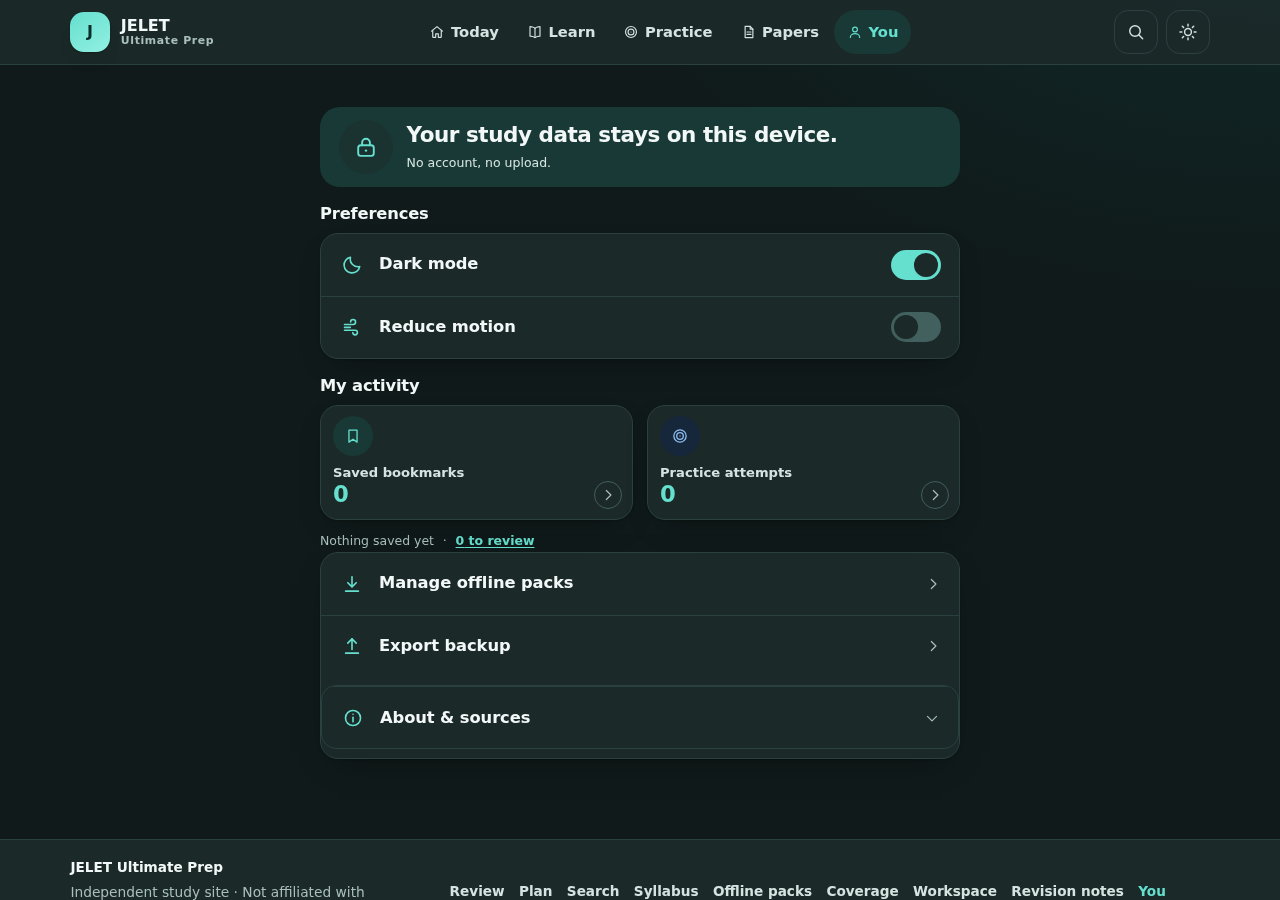 J
JELET
Ultimate Prep
Today
Learn
Practice
Papers
You
Your study data stays on this device.
No account, no upload.
Preferences
Dark mode
Reduce motion
My activity
Saved bookmarks
0
Practice attempts
0
Nothing saved yet · 0 to review
Manage offline packs
Export backup
About & sources
JELET Ultimate Prep
Independent study site · Not affiliated with
Review Plan Search Syllabus Offline packs Coverage Workspace Revision notes You